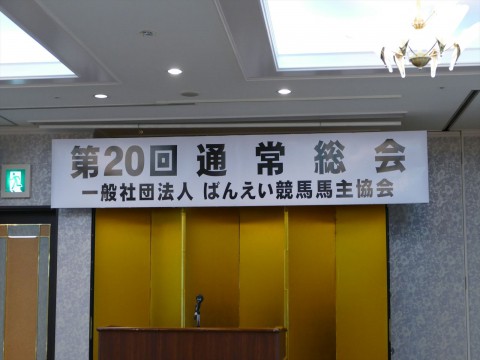 第20回 通常総会
一般社団法人 ばんえい競馬馬主協会